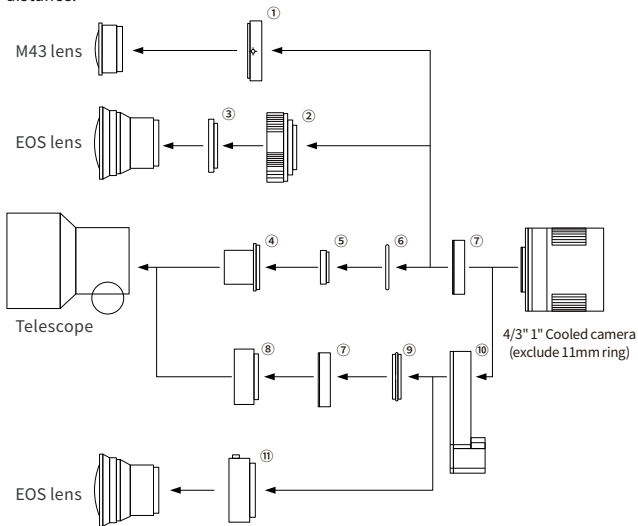 distance.
①
M43 lens
③ ②
EOS lens
④ ⑤ ⑥ ⑦
Telescope
4/3" 1" Cooled camera
(exclude 11mm ring)
⑧ ⑦ ⑨ ⑩
⑪
EOS lens